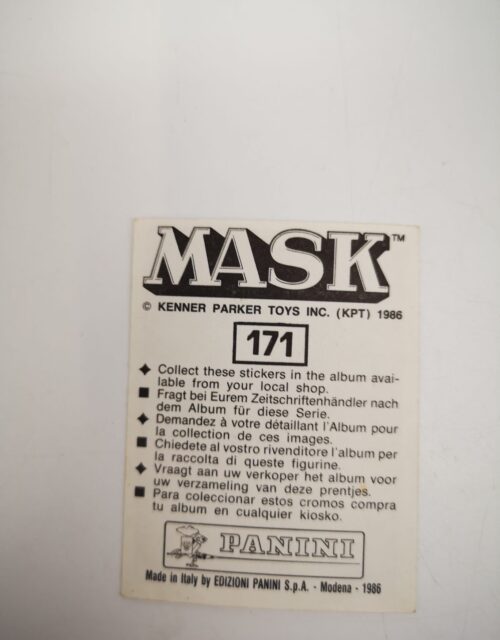 MASK™
© KENNER PARKER TOYS INC. (KPT) 1986
171
✦ Collect these stickers in the album avai-
lable from your local shop.
■ Fragt bei Eurem Zeitschriftenhändler nach
dem Album für diese Serie.
✦ Demandez à votre détaillant l'Album pour
la collection de ces images.
■ Chiedete al vostro rivenditore l'album per
la raccolta di queste figurine.
✦ Vraagt aan uw verkoper het album voor
uw verzameling van deze prentjes.
■ Para coleccionar estos cromos compra
tu album en cualquier kiosko.
PANINI
Made in Italy by EDIZIONI PANINI S.p.A. - Modena - 1986